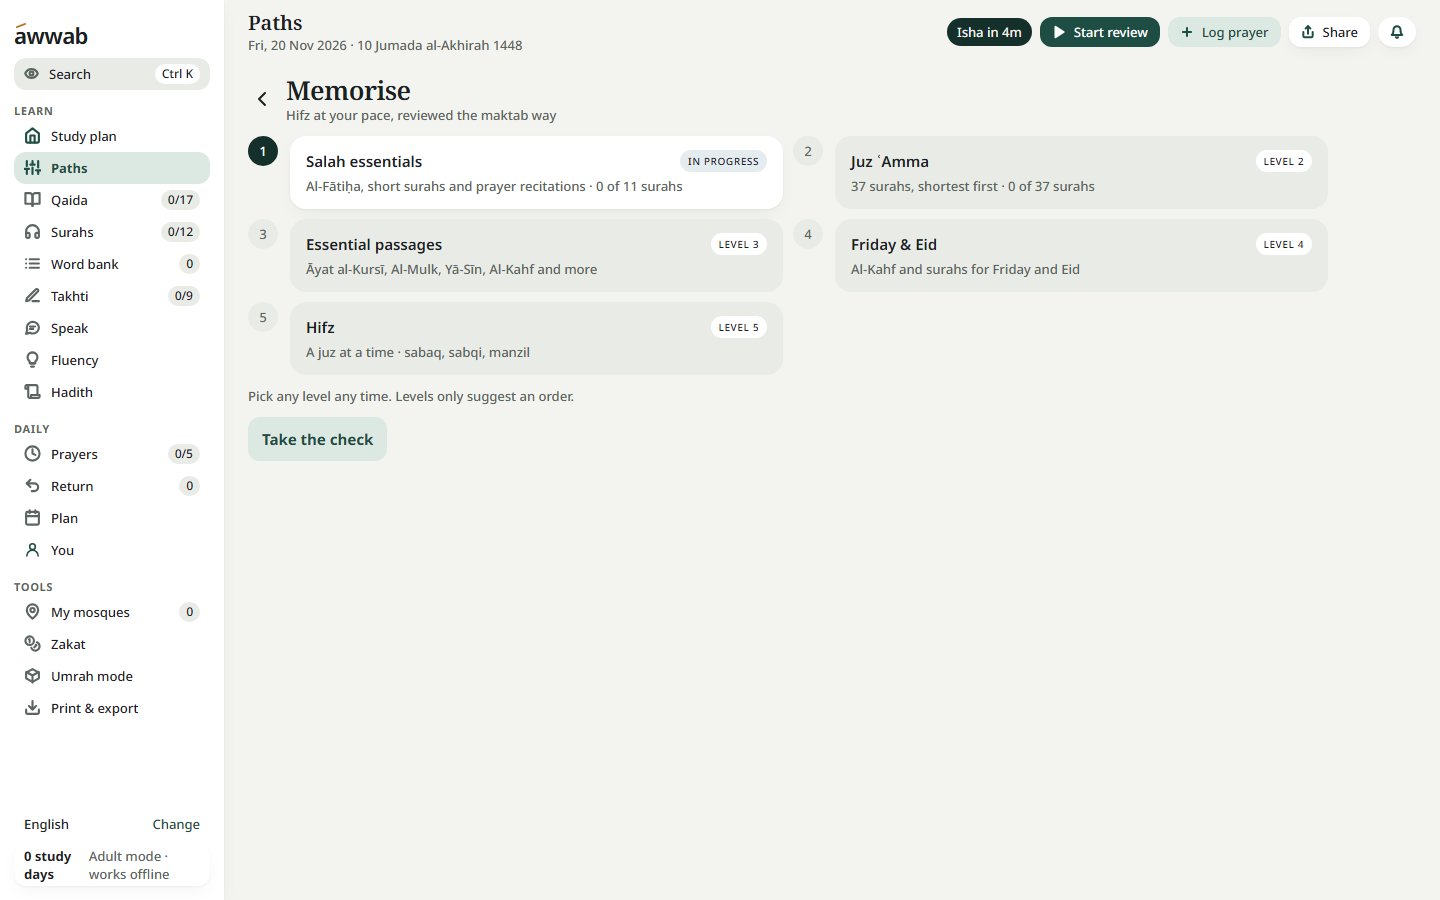 awwab
Search Ctrl K
LEARN
Study plan
Paths
Qaida 0/17
Surahs 0/12
Word bank 0
Takhti 0/9
Speak
Fluency
Hadith
DAILY
Prayers 0/5
Return 0
Plan
You
TOOLS
My mosques 0
Zakat
Umrah mode
Print & export
English Change
0 study days
Adult mode · works offline
Paths
Fri, 20 Nov 2026 · 10 Jumada al-Akhirah 1448
Isha in 4m
Start review
Log prayer
Share
Memorise
Hifz at your pace, reviewed the maktab way
1
Salah essentials IN PROGRESS
Al-Fātiḥa, short surahs and prayer recitations · 0 of 11 surahs
2
Juz ʿAmma LEVEL 2
37 surahs, shortest first · 0 of 37 surahs
3
Essential passages LEVEL 3
Āyat al-Kursī, Al-Mulk, Yā-Sīn, Al-Kahf and more
4
Friday & Eid LEVEL 4
Al-Kahf and surahs for Friday and Eid
5
Hifz LEVEL 5
A juz at a time · sabaq, sabqi, manzil
Pick any level any time. Levels only suggest an order.
Take the check